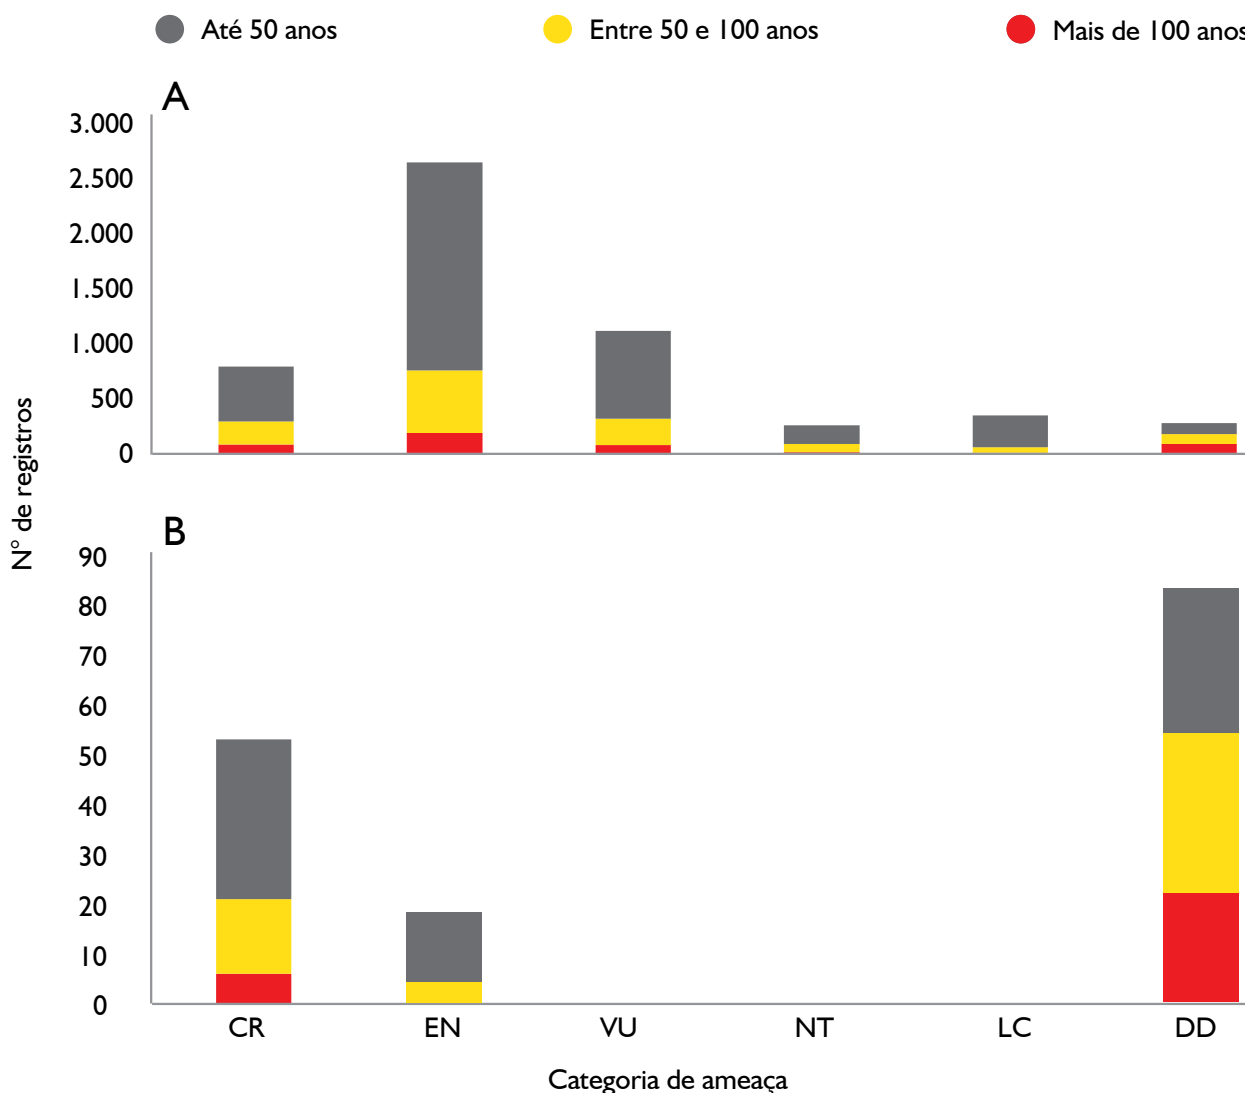 Até 50 anos
Entre 50 e 100 anos
Mais de 100 anos
A
3.000
2.500
2.000
1.500
1.000
500
0
N° de registros
B
90
80
70
60
50
40
30
20
10
0
CR EN VU NT LC DD
Categoria de ameaça